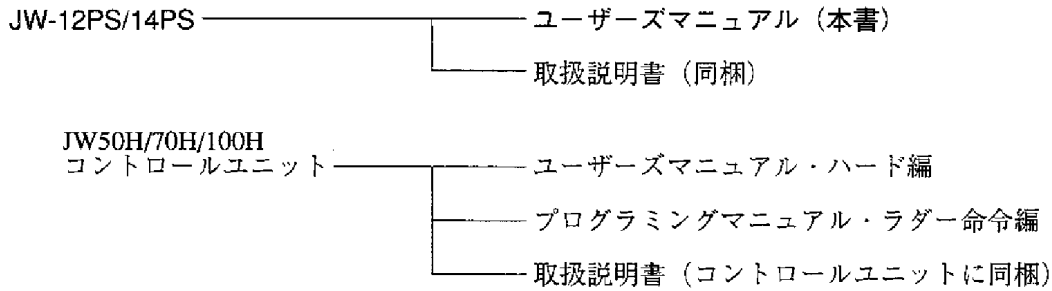 JW-12PS/14PS ユーザーズマニュアル（本書）
取扱説明書（同梱）
JW50H/70H/100H
コントロールユニット ユーザーズマニュアル・ハード編
プログラミングマニュアル・ラダー命令編
取扱説明書（コントロールユニットに同梱）